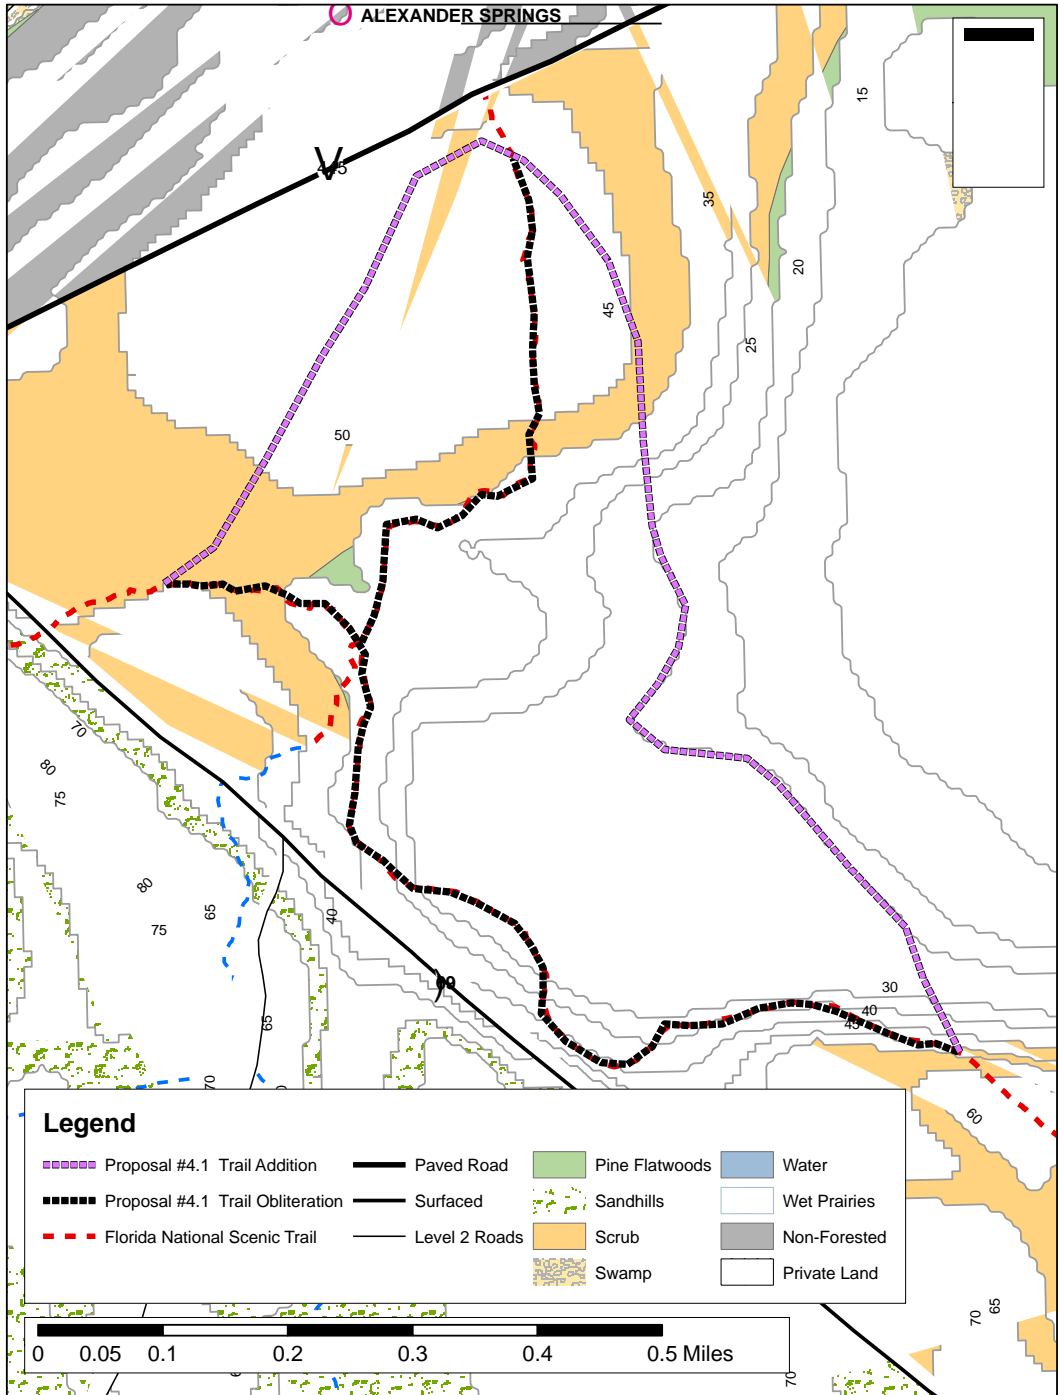 ALEXANDER SPRINGS
15
445
35
20
45
25
50
70
80
75
80
65
75
40
69
30
40
45
65
70
60
Legend
Proposal #4.1 Trail Addition
Paved Road
Pine Flatwoods
Water
Proposal #4.1 Trail Obliteration
Surfaced
Sandhills
Wet Prairies
Florida National Scenic Trail
Level 2 Roads
Scrub
Non-Forested
Swamp
Private Land
65
70
0 0.05 0.1 0.2 0.3 0.4 0.5 Miles
70